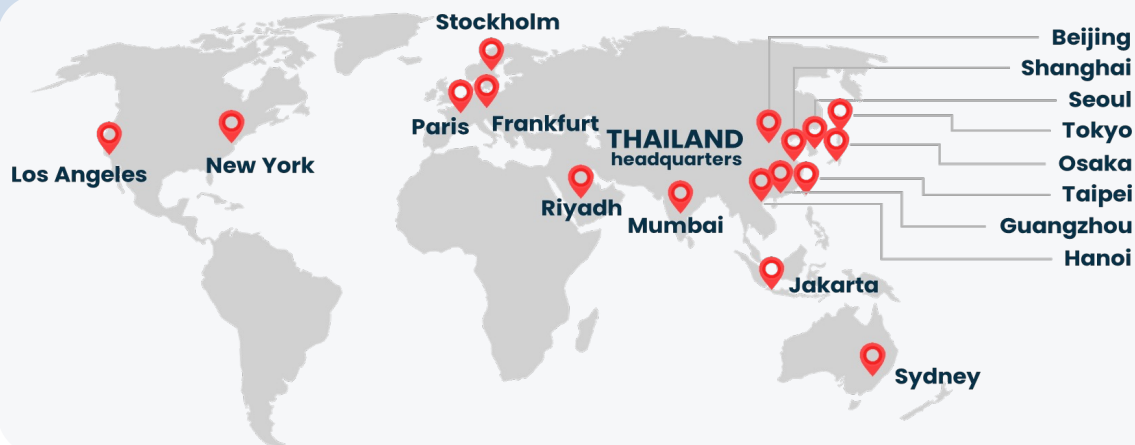 Stockholm
Beijing
Shanghai
Seoul
Paris
Frankfurt
THAILAND
headquarters
Tokyo
Los Angeles
New York
Osaka
Riyadh
Mumbai
Taipei
Guangzhou
Hanoi
Jakarta
Sydney